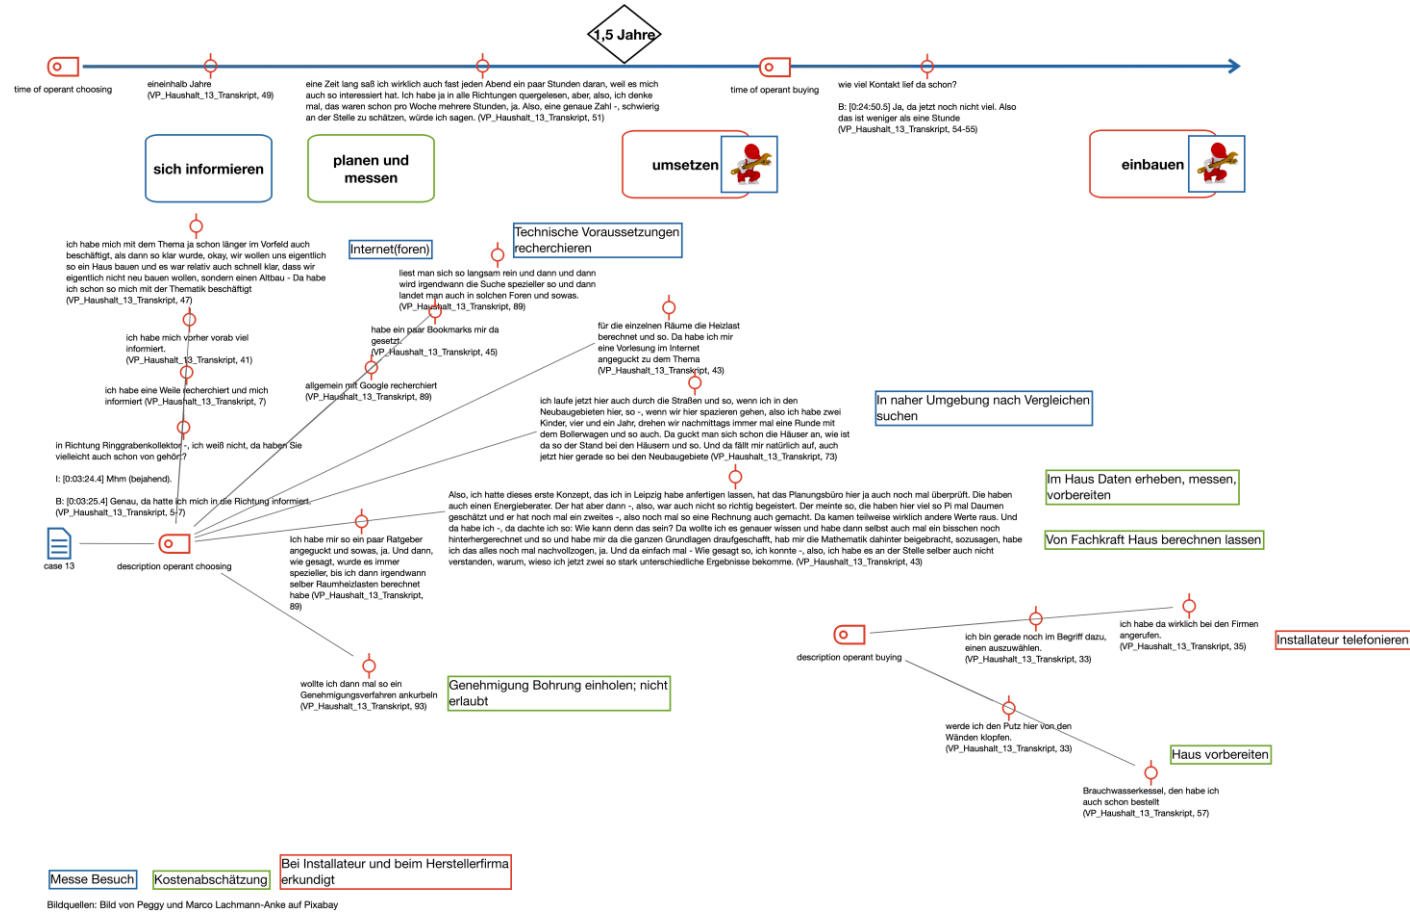 1,5 Jahre
time of operant choosing
eineinhalb Jahre
(VP_Haushalt_13_Transkript, 49)
eine Zeit lang saß ich wirklich auch fast jeden Abend ein paar Stunden daran, weil es mich
auch so interessiert hat. Ich habe ja in alle Richtungen quergelesen, aber, also, ich denke
mal, das waren schon pro Woche mehrere Stunden, ja. Also, eine genaue Zahl -, schwierig
an der Stelle zu schätzen, würde ich sagen. (VP_Haushalt_13_Transkript, 51)
time of operant buying
wie viel Kontakt lief da schon?
B: [0:24:50.5] Ja, da jetzt noch nicht viel. Also
das ist weniger als eine Stunde
(VP_Haushalt_13_Transkript, 54-55)
sich informieren
planen und
messen
umsetzen
einbauen
ich habe mich mit dem Thema ja schon länger im Vorfeld auch
beschäftigt, als dann so klar wurde, okay, wir wollen uns eigentlich
so ein Haus bauen und es war relativ auch schnell klar, dass wir
eigentlich nicht neu bauen wollen, sondern einen Altbau - Da habe
ich schon so mich mit der Thematik beschäftigt
(VP_Haushalt_13_Transkript, 47)
Internet(foren)
Technische Voraussetzungen
recherchieren
liest man sich so langsam rein und dann und dann
wird irgendwann die Suche spezieller so und dann
landet man auch in solchen Foren und sowas.
(VP_Haushalt_13_Transkript, 89)
ich habe mich vorher vorab viel
informiert.
(VP_Haushalt_13_Transkript, 41)
habe ein paar Bookmarks mir da
gesetzt.
(VP_Haushalt_13_Transkript, 45)
für die einzelnen Räume die Heizlast
berechnet und so. Da habe ich mir
eine Vorlesung im Internet
angeguckt zu dem Thema
(VP_Haushalt_13_Transkript, 43)
ich habe eine Weile recherchiert und mich
informiert (VP_Haushalt_13_Transkript, 7)
allgemein mit Google recherchiert
(VP_Haushalt_13_Transkript, 89)
ich laufe jetzt hier auch durch die Straßen und so, wenn ich in den
Neubaugebieten hier, so -, wenn wir hier spazieren gehen, also ich habe zwei
Kinder, vier und ein Jahr, drehen wir nachmittags immer mal eine Runde mit
dem Bollerwagen und so auch. Da guckt man sich schon die Häuser an, wie ist
da so der Stand bei den Häusern und so. Und da fällt mir natürlich auf, auch
jetzt hier gerade so bei den Neubaugebiete (VP_Haushalt_13_Transkript, 73)
In naher Umgebung nach Vergleichen
suchen
in Richtung Ringgrabenkollektor -, ich weiß nicht, da haben Sie
vielleicht auch schon von gehört?
I: [0:03:24.4] Mhm (bejahend).
B: [0:03:25.4] Genau, da hatte ich mich in die Richtung informiert.
(VP_Haushalt_13_Transkript, 5-7)
Im Haus Daten erheben, messen,
vorbereiten
Also, ich hatte dieses erste Konzept, das ich in Leipzig habe anfertigen lassen, hat das Planungsbüro hier ja auch noch mal überprüft. Die haben
auch einen Energieberater. Der hat aber dann -, also, war auch nicht so richtig begeistert. Der meinte so, die haben hier viel so Pi mal Daumen
geschätzt und er hat noch mal ein zweites -, also noch mal so eine Rechnung auch gemacht. Da kamen teilweise wirklich andere Werte raus. Und
da habe ich -, da dachte ich so: Wie kann denn das sein? Da wollte ich es genauer wissen und habe dann selbst auch mal ein bisschen noch
hinterhergerechnet und so und habe mir da die ganzen Grundlagen draufgeschafft, hab mir die Mathematik dahinter beigebracht, sozusagen, habe
ich das alles noch mal nachvollzogen, ja. Und da einfach mal - Wie gesagt so, ich konnte -, also, ich habe es an der Stelle selber auch nicht
verstanden, warum, wieso ich jetzt zwei so stark unterschiedliche Ergebnisse bekomme. (VP_Haushalt_13_Transkript, 43)
Von Fachkraft Haus berechnen lassen
case 13
description operant choosing
Ich habe mir so ein paar Ratgeber
angeguckt und sowas, ja. Und dann,
wie gesagt, wurde es immer
spezieller, bis ich dann irgendwann
selber Raumheizlasten berechnet
habe (VP_Haushalt_13_Transkript,
89)
description operant buying
ich bin gerade noch im Begriff dazu,
einen auszuwählen.
(VP_Haushalt_13_Transkript, 33)
ich habe da wirklich bei den Firmen
angerufen.
(VP_Haushalt_13_Transkript, 35)
Installateur telefonieren
wollte ich dann mal so ein
Genehmigungsverfahren ankurbeln
(VP_Haushalt_13_Transkript, 93)
Genehmigung Bohrung einholen; nicht
erlaubt
werde ich den Putz hier von den
Wänden klopfen.
(VP_Haushalt_13_Transkript, 33)
Haus vorbereiten
Brauchwasserkessel, den habe ich
auch schon bestellt
(VP_Haushalt_13_Transkript, 57)
Messe Besuch
Kostenabschätzung
Bei Installateur und beim Herstellerfirma
erkundigt
Bildquellen: Bild von Peggy und Marco Lachmann-Anke auf Pixabay